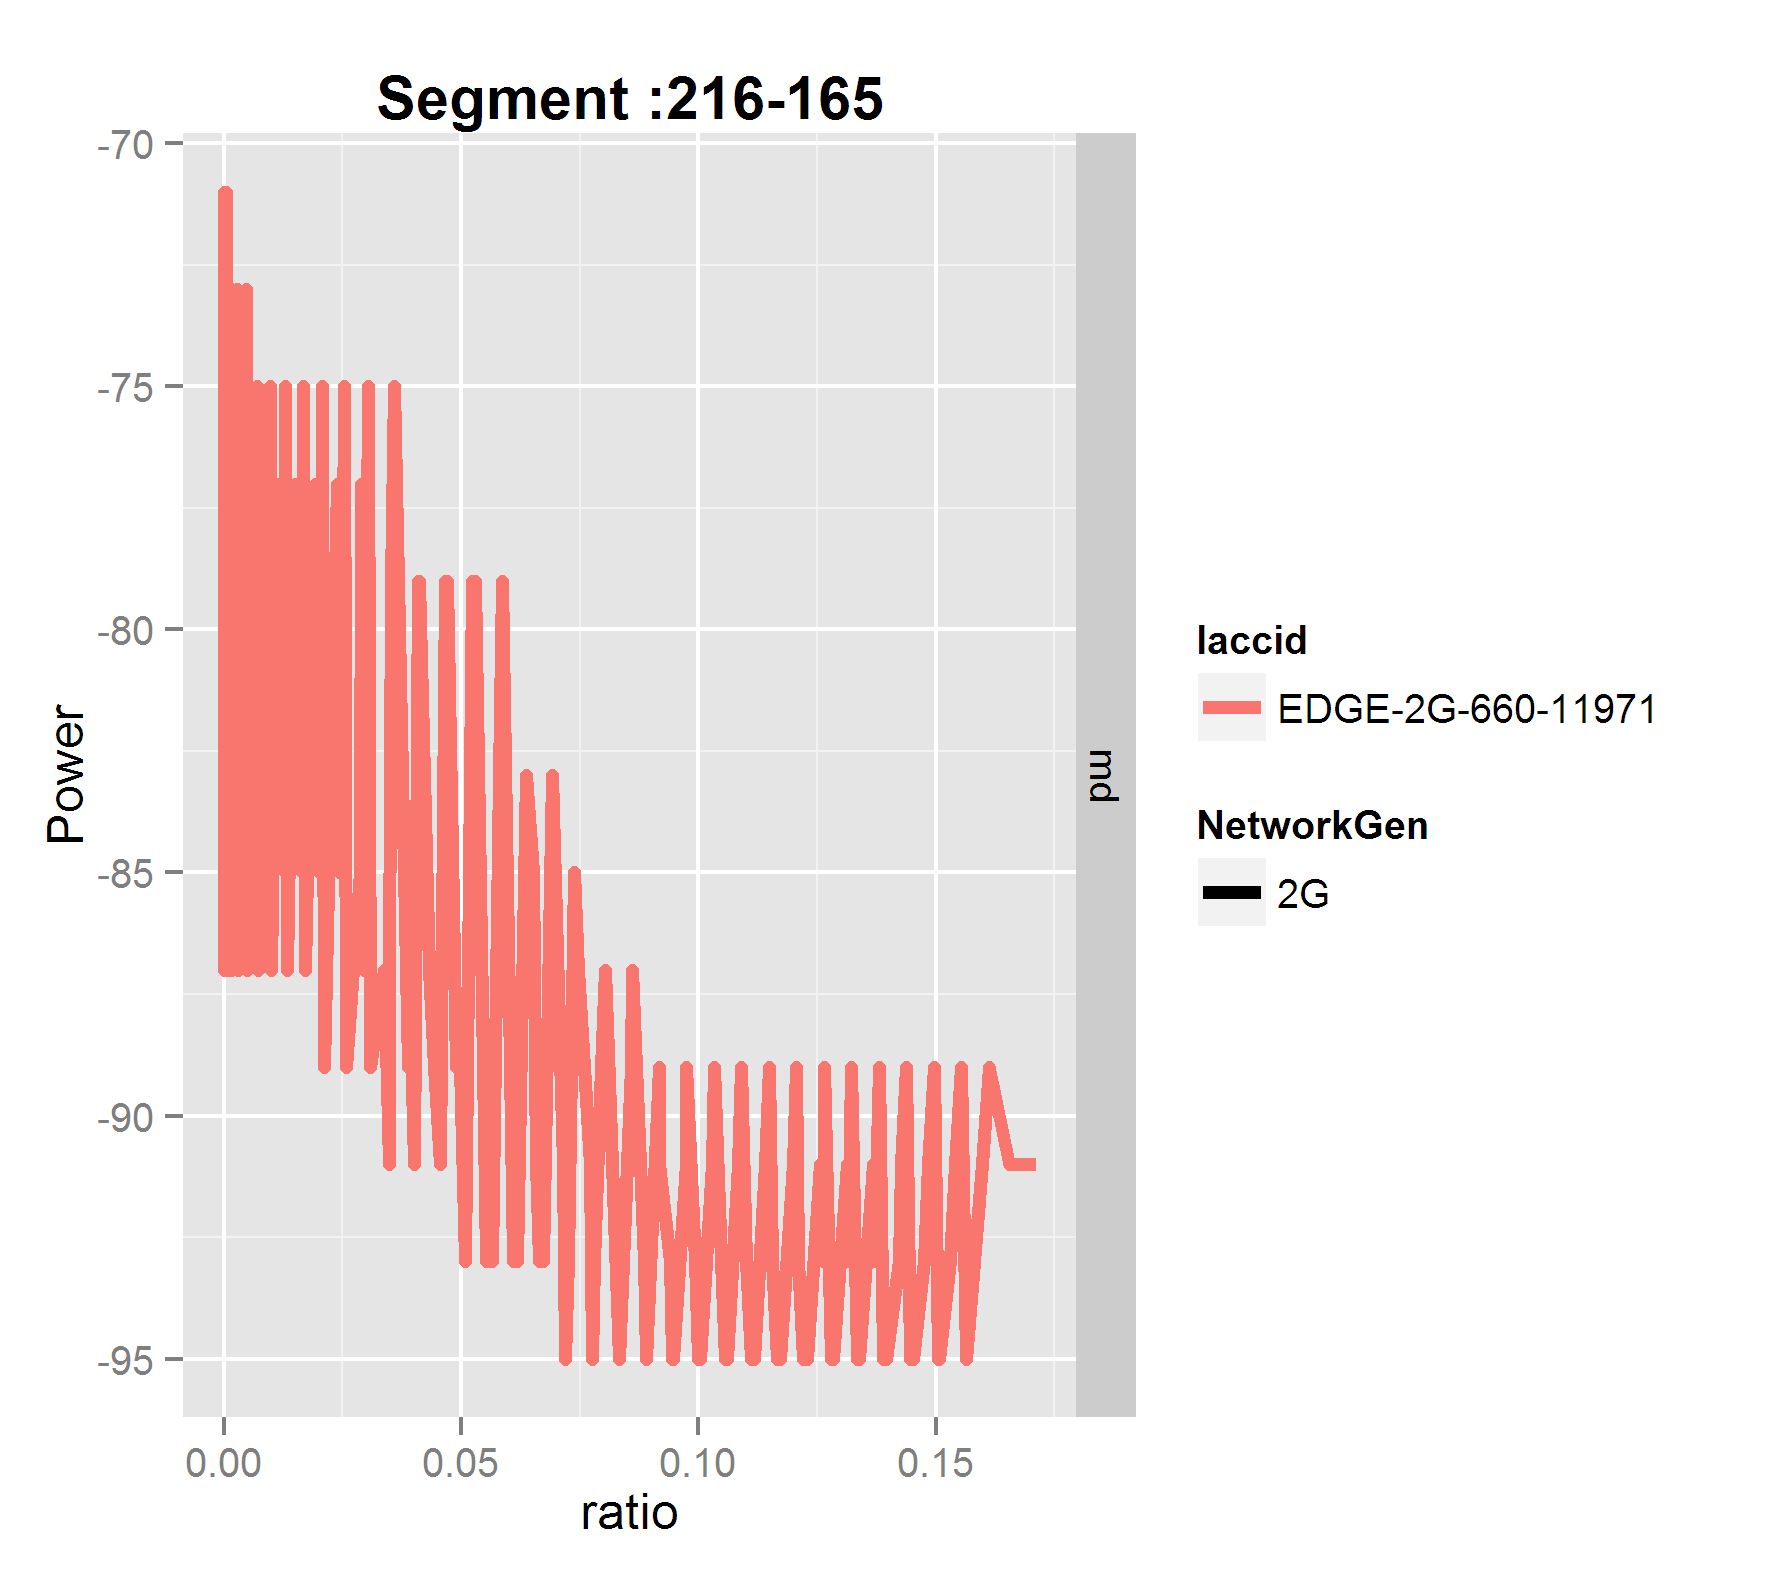 Segment :216-165
-70
-75
-80
-85
-90
-95
Power
0.00 0.05 0.10 0.15
ratio
md
laccid
EDGE-2G-660-11971
NetworkGen
2G